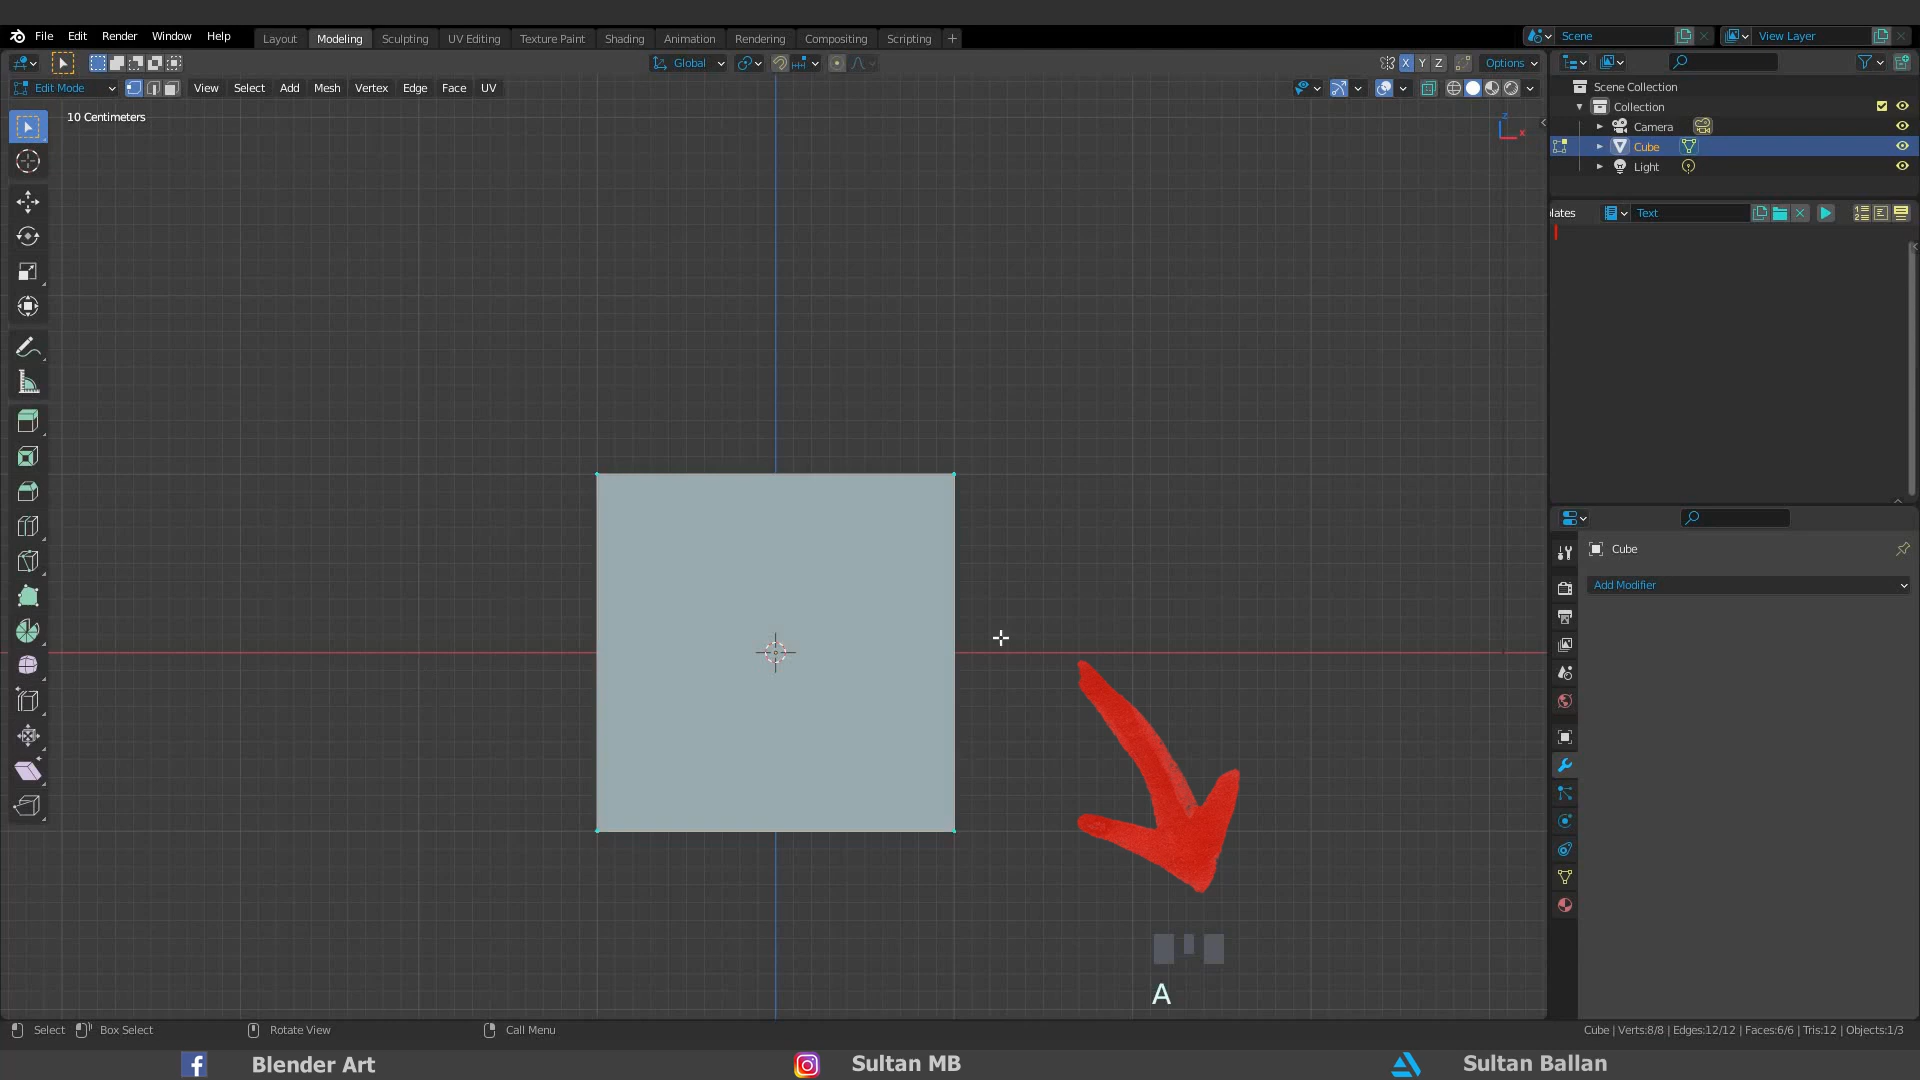 File Edit Render Window Help
Layout Modeling Sculpting UV Editing Texture Paint Shading Animation Rendering Compositing Scripting +
Scene
View Layer
Global
X Y Z
Options
Edit Mode View Select Add Mesh Vertex Edge Face UV
10 Centimeters
z
x
Scene Collection
Collection
Camera
Cube
Light
lates
Text
Cube
Add Modifier
A
Select Box Select Rotate View Call Menu
Cube | Verts:8/8 | Edges:12/12 | Faces:6/6 | Tris:12 | Objects:1/3
Blender Art
Sultan MB
Sultan Ballan